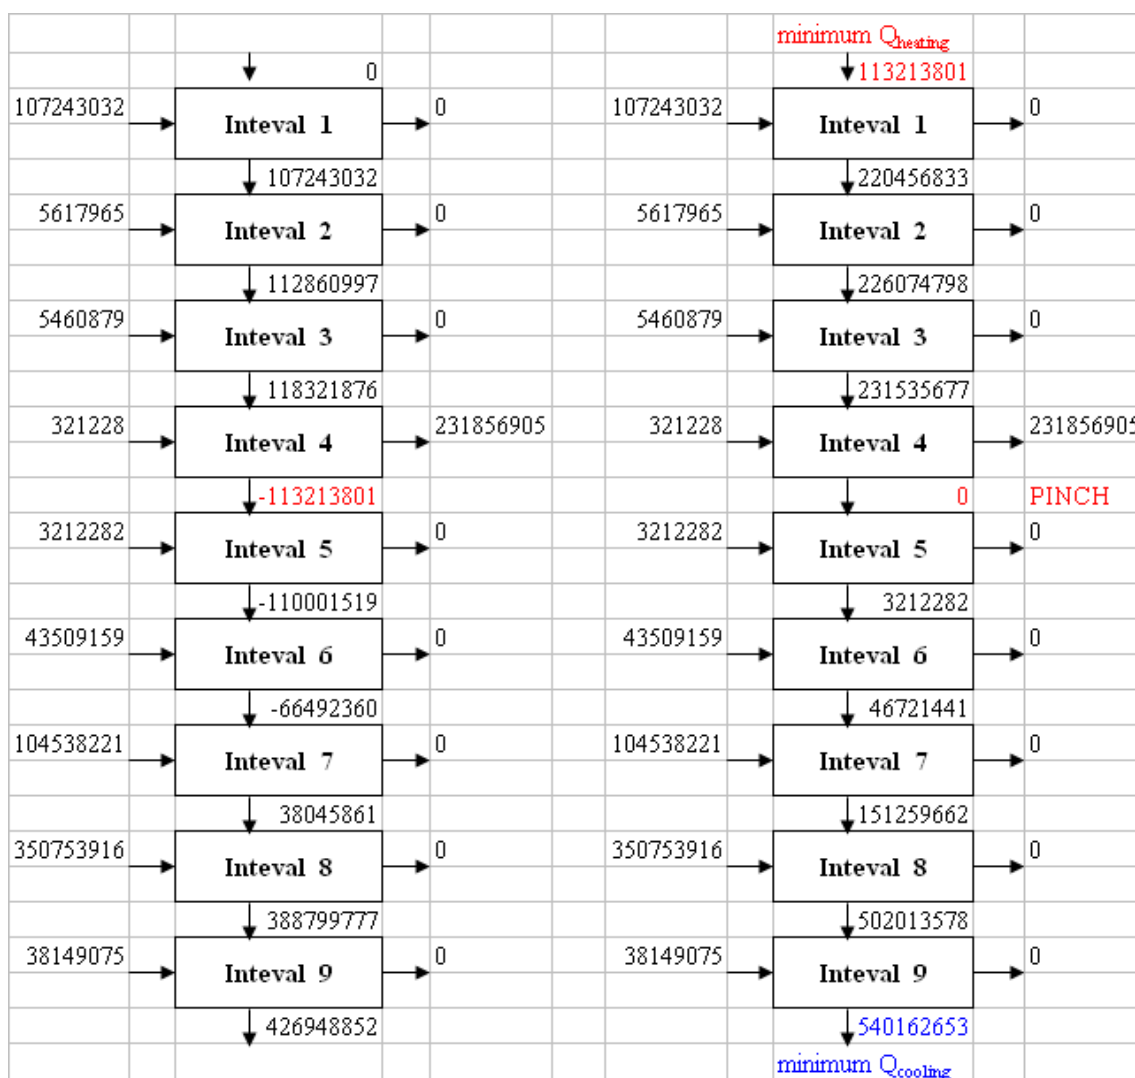 minimum Qheating
0 113213801
107243032 Inteval 1 0 107243032 Inteval 1 0
107243032 220456833
5617965 Inteval 2 0 5617965 Inteval 2 0
112860997 226074798
5460879 Inteval 3 0 5460879 Inteval 3 0
118321876 231535677
321228 Inteval 4 231856905 321228 Inteval 4 231856905
-113213801 0 PINCH
3212282 Inteval 5 0 3212282 Inteval 5 0
-110001519 3212282
43509159 Inteval 6 0 43509159 Inteval 6 0
-66492360 46721441
104538221 Inteval 7 0 104538221 Inteval 7 0
38045861 151259662
350753916 Inteval 8 0 350753916 Inteval 8 0
388799777 502013578
38149075 Inteval 9 0 38149075 Inteval 9 0
426948852 540162653
minimum Qcooling